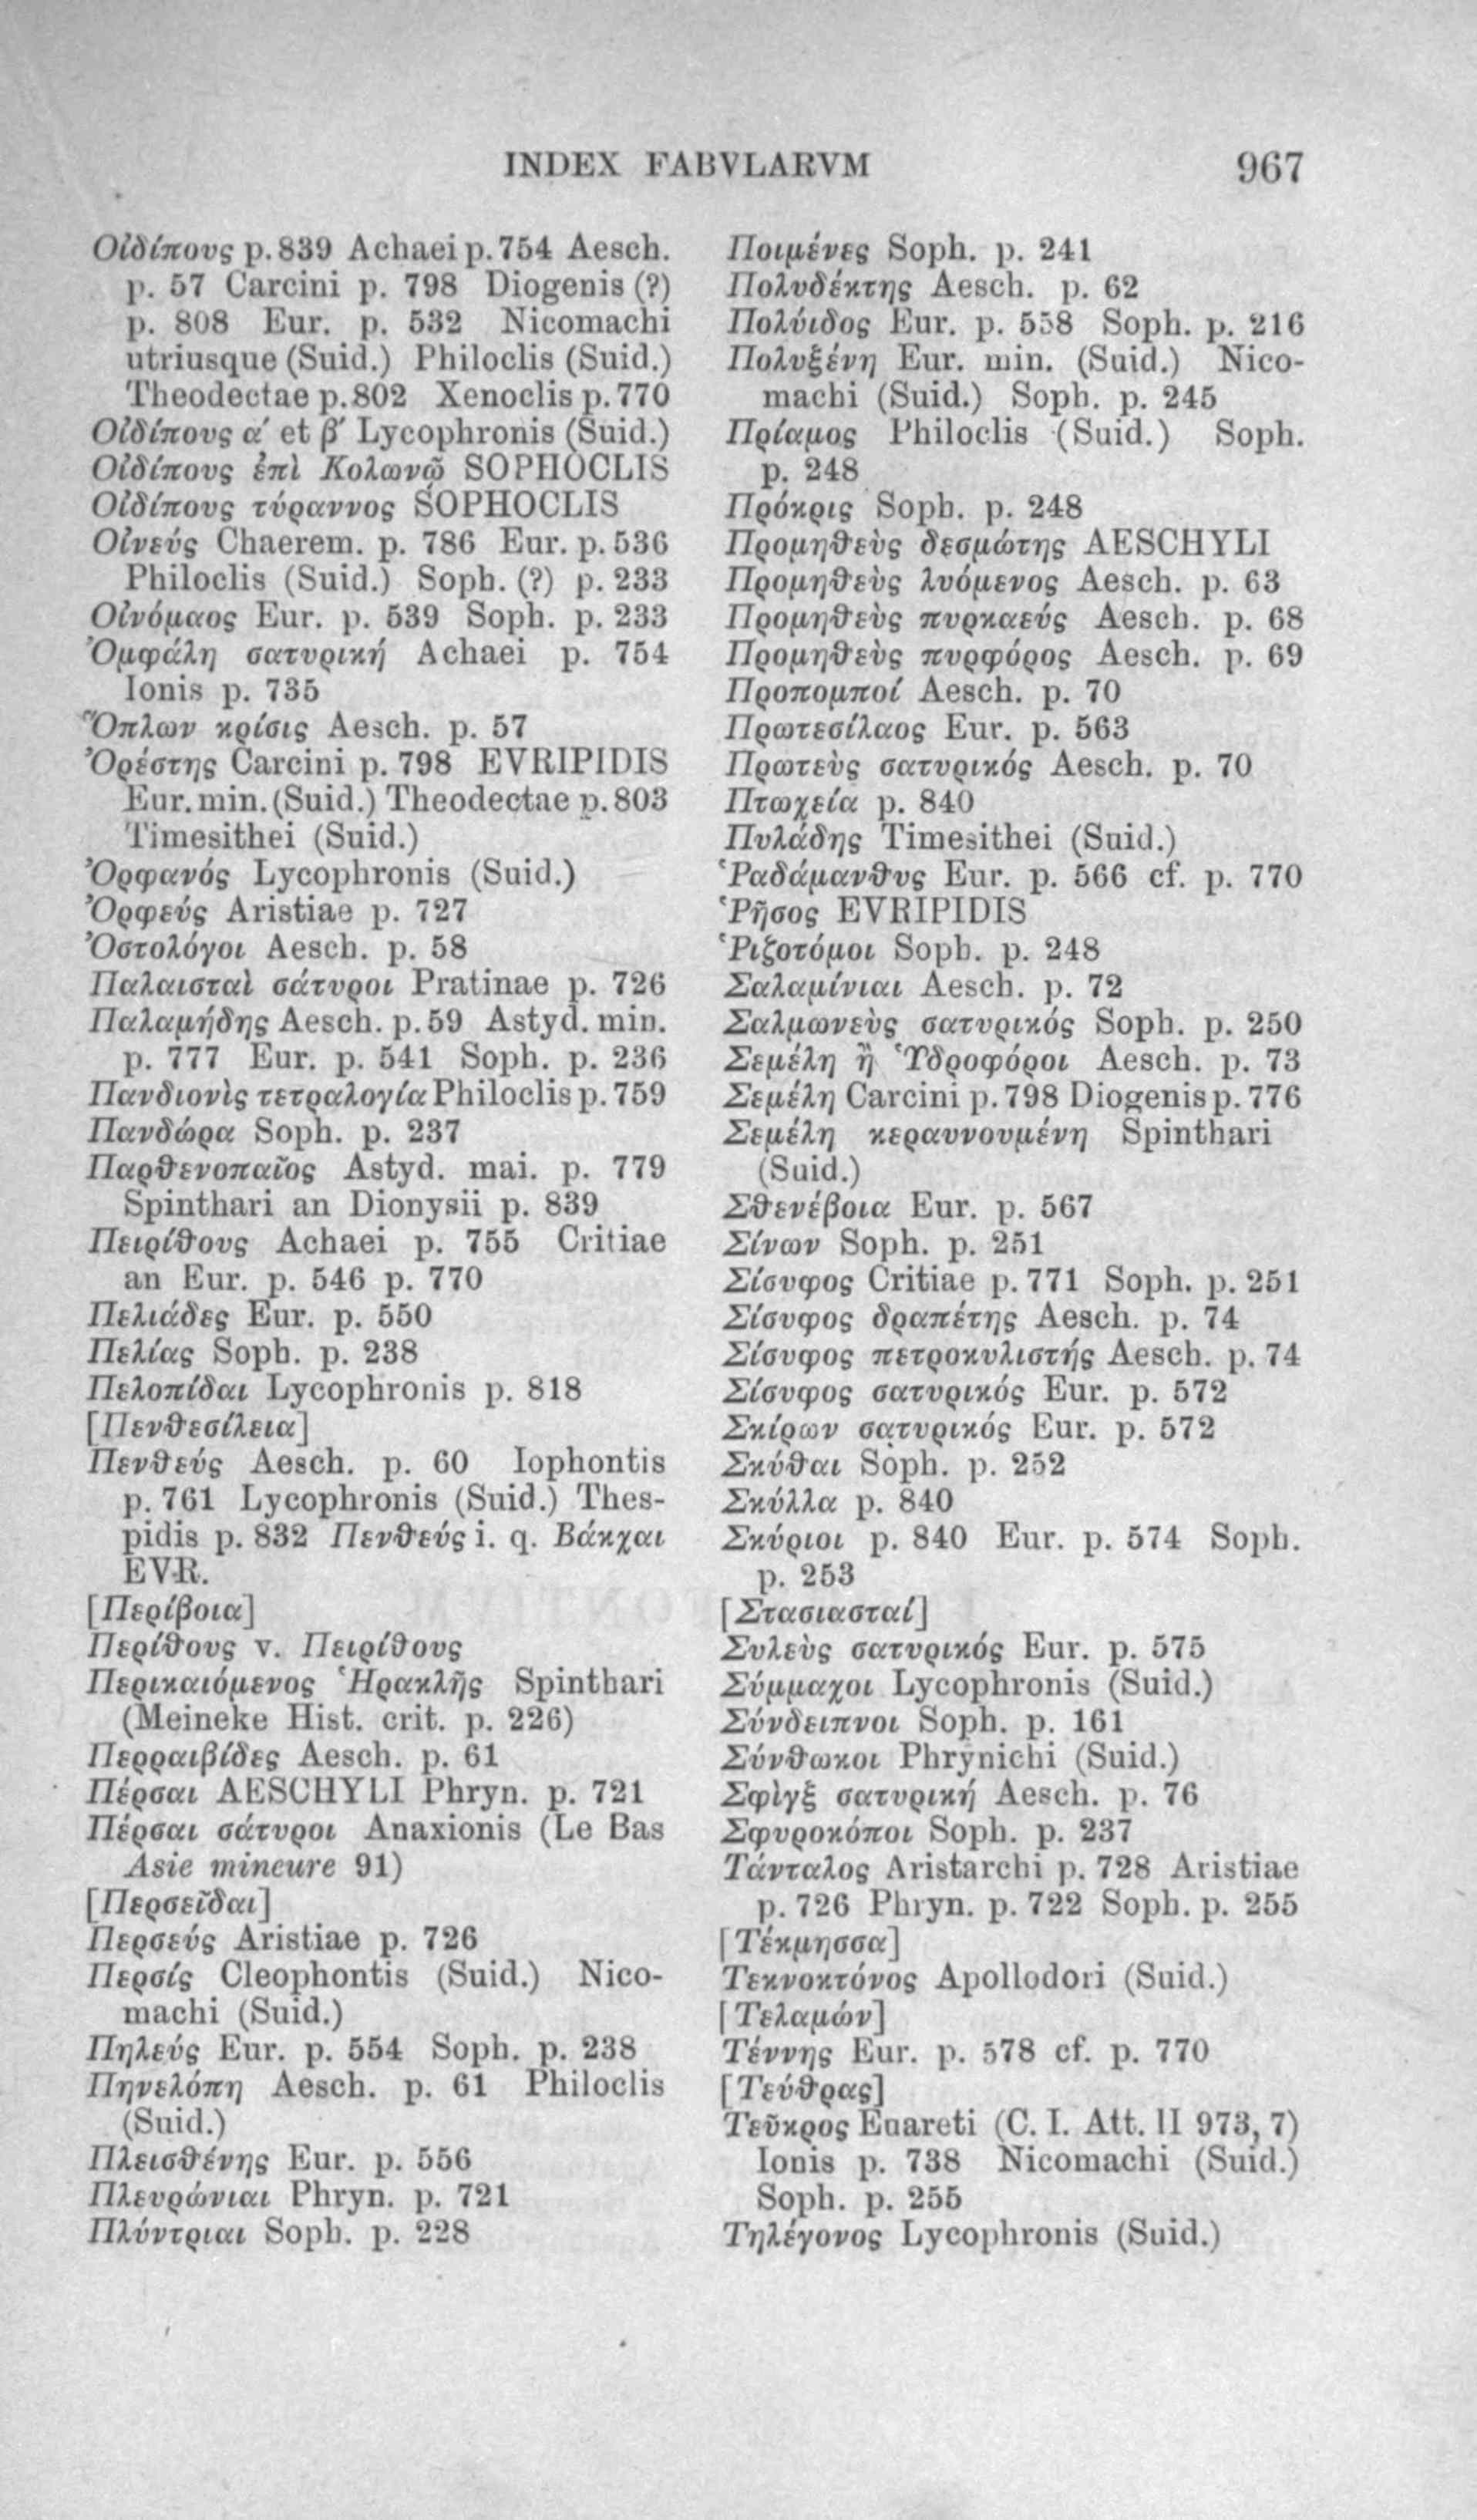 INDEX FABVLARVM 967
Οἰδίπους p. 839 Achaei p. 754 Aesch.
p. 57 Carcini p. 798 Diogenis (?)
p. 808 Eur. p. 532 Nicomachi
utriusque (Suid.) Philoclis (Suid.)
Theodectae p. 802 Xenoclis p. 770
Οἰδίπους α′ et β′ Lycophronis (Suid.)
Οἰδίπους ἐπὶ Κολωνῷ SOPHOCLIS
Οἰδίπους τύραννος SOPHOCLIS
Οἰνεύς Chaerem. p. 786 Eur. p. 536
Philoclis (Suid.) Soph. (?) p. 233
Οἰνόμαος Eur. p. 539 Soph. p. 233
Ὀμφάλη σατυρική Achaei p. 754
Ionis p. 735
Ὅπλων κρίσις Aesch. p. 57
Ὀρέστης Carcini p. 798 EVRIPIDIS
Eur. min. (Suid.) Theodectae p. 803
Timesithei (Suid.)
Ὀρφανός Lycophronis (Suid.)
Ὀρφεύς Aristiae p. 727
Ὀστολόγοι Aesch. p. 58
Παλαισταὶ σάτυροι Pratinae p. 726
Παλαμήδης Aesch. p. 59 Astyd. min.
p. 777 Eur. p. 541 Soph. p. 236
Πανδιονὶς τετραλογία Philoclis p. 759
Πανδώρα Soph. p. 237
Παρθενοπαῖος Astyd. mai. p. 779
Spinthari an Dionysii p. 839
Πειρίθους Achaei p. 755 Critiae
an Eur. p. 546 p. 770
Πελιάδες Eur. p. 550
Πελίας Soph. p. 238
Πελοπίδαι Lycophronis p. 818
[Πενθεσίλεια]
Πενθεύς Aesch. p. 60 Iophontis
p. 761 Lycophronis (Suid.) Thes-
pidis p. 832 Πενθεύς i. q. Βάκχαι
EVR.
[Περίβοια]
Περίθους v. Πειρίθους
Περικαιόμενος Ἡρακλῆς Spinthari
(Meineke Hist. crit. p. 226)
Περραιβίδες Aesch. p. 61
Πέρσαι AESCHYLI Phryn. p. 721
Πέρσαι σάτυροι Anaxionis (Le Bas
Asie mineure 91)
[Περσεῖδαι]
Περσεύς Aristiae p. 726
Περσίς Cleophontis (Suid.) Nico-
machi (Suid.)
Πηλεύς Eur. p. 554 Soph. p. 238
Πηνελόπη Aesch. p. 61 Philoclis
(Suid.)
Πλεισθένης Eur. p. 556
Πλευρώνιαι Phryn. p. 721
Πλύντριαι Soph. p. 228
Ποιμένες Soph. p. 241
Πολυδέκτης Aesch. p. 62
Πολύιδος Eur. p. 558 Soph. p. 216
Πολυξένη Eur. min. (Suid.) Nico-
machi (Suid.) Soph. p. 245
Πρίαμος Philoclis (Suid.) Soph.
p. 248
Πρόκρις Soph. p. 248
Προμηθεὺς δεσμώτης AESCHYLI
Προμηθεὺς λυόμενος Aesch. p. 63
Προμηθεὺς πυρκαεύς Aesch. p. 68
Προμηθεὺς πυρφόρος Aesch. p. 69
Προπομποί Aesch. p. 70
Πρωτεσίλαος Eur. p. 563
Πρωτεὺς σατυρικός Aesch. p. 70
Πτωχεία p. 840
Πυλάδης Timesithei (Suid.)
Ῥαδάμανθυς Eur. p. 566 cf. p. 770
Ῥῆσος EVRIPIDIS
Ῥιζοτόμοι Soph. p. 248
Σαλαμίνιαι Aesch. p. 72
Σαλμωνεὺς σατυρικός Soph. p. 250
Σεμέλη ἢ Ὑδροφόροι Aesch. p. 73
Σεμέλη Carcini p. 798 Diogenis p. 776
Σεμέλη κεραυνουμένη Spinthari
(Suid.)
Σθενέβοια Eur. p. 567
Σίνων Soph. p. 251
Σίσυφος Critiae p. 771 Soph. p. 251
Σίσυφος δραπέτης Aesch. p. 74
Σίσυφος πετροκυλιστής Aesch. p. 74
Σίσυφος σατυρικός Eur. p. 572
Σκίρων σατυρικός Eur. p. 572
Σκύθαι Soph. p. 252
Σκύλλα p. 840
Σκύριοι p. 840 Eur. p. 574 Soph.
p. 253
[Στασιασταί]
Συλεὺς σατυρικός Eur. p. 575
Σύμμαχοι Lycophronis (Suid.)
Σύνδειπνοι Soph. p. 161
Σύνθωκοι Phrynichi (Suid.)
Σφὶγξ σατυρική Aesch. p. 76
Σφυροκόποι Soph. p. 237
Τάνταλος Aristarchi p. 728 Aristiae
p. 726 Phryn. p. 722 Soph. p. 255
[Τέκμησσα]
Τεκνοκτόνος Apollodori (Suid.)
[Τελαμών]
Τέννης Eur. p. 578 cf. p. 770
[Τεύθρας]
Τεῦκρος Euareti (C. I. Att. II 973, 7)
Ionis p. 738 Nicomachi (Suid.)
Soph. p. 255
Τηλέγονος Lycophronis (Suid.)